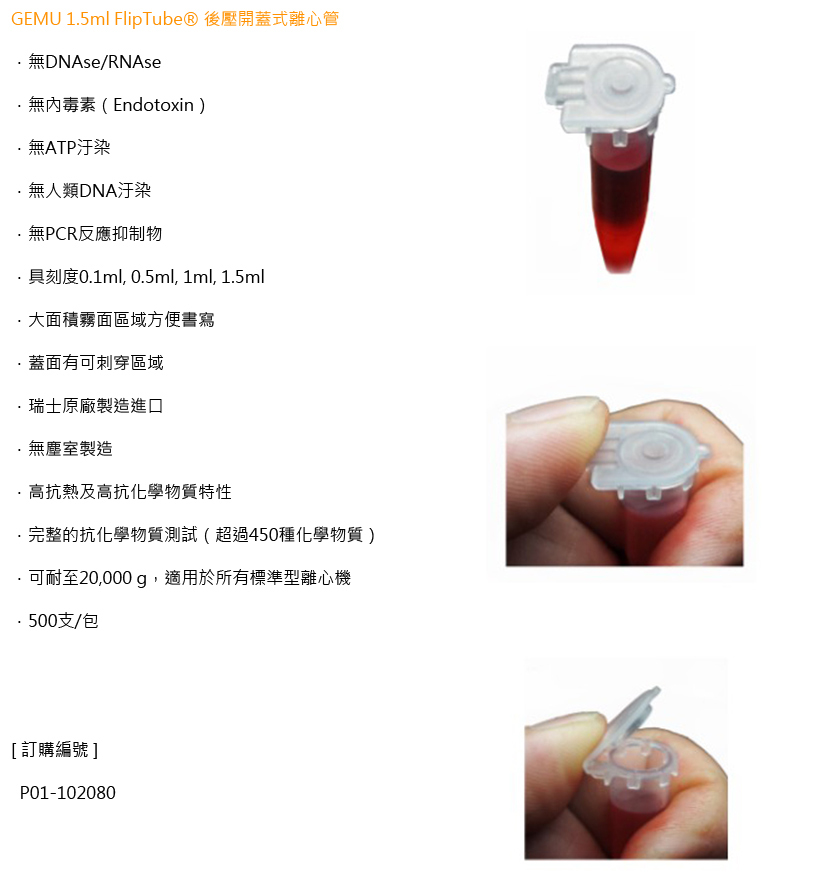 GEMU 1.5ml FlipTube® 後壓開蓋式離心管
· 無DNAse/RNAse
· 無內毒素 ( Endotoxin )
· 無ATP汙染
· 無人類DNA汙染
· 無PCR反應抑制物
· 具刻度0.1ml, 0.5ml, 1ml, 1.5ml
· 大面積霧面區域方便書寫
· 蓋面有可刺穿區域
· 瑞士原廠製造進口
· 無塵室製造
· 高抗熱及高抗化學物質特性
· 完整的抗化學物質測試 ( 超過450種化學物質 )
· 可耐至20,000 g，適用於所有標準型離心機
· 500支/包
[ 訂購編號 ]
P01-102080